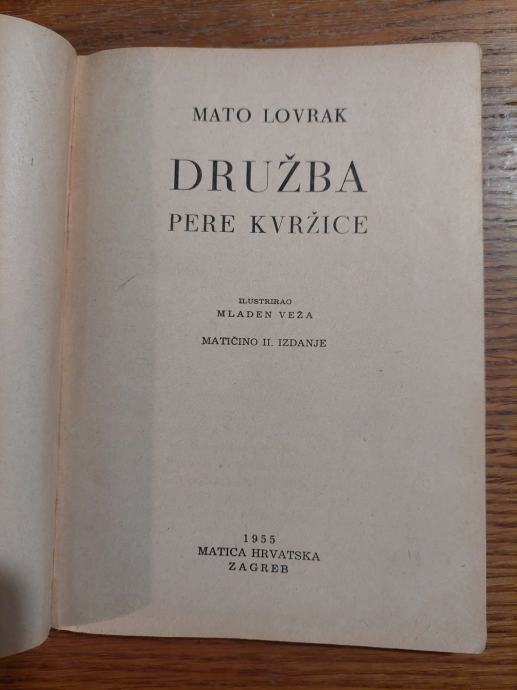 MATO LOVRAK
DRUŽBA
PERE KVRŽICE
ILUSTRIRAO
MLADEN VEŽA
MATIČINO II. IZDANJE
1955
MATICA HRVATSKA
ZAGREB